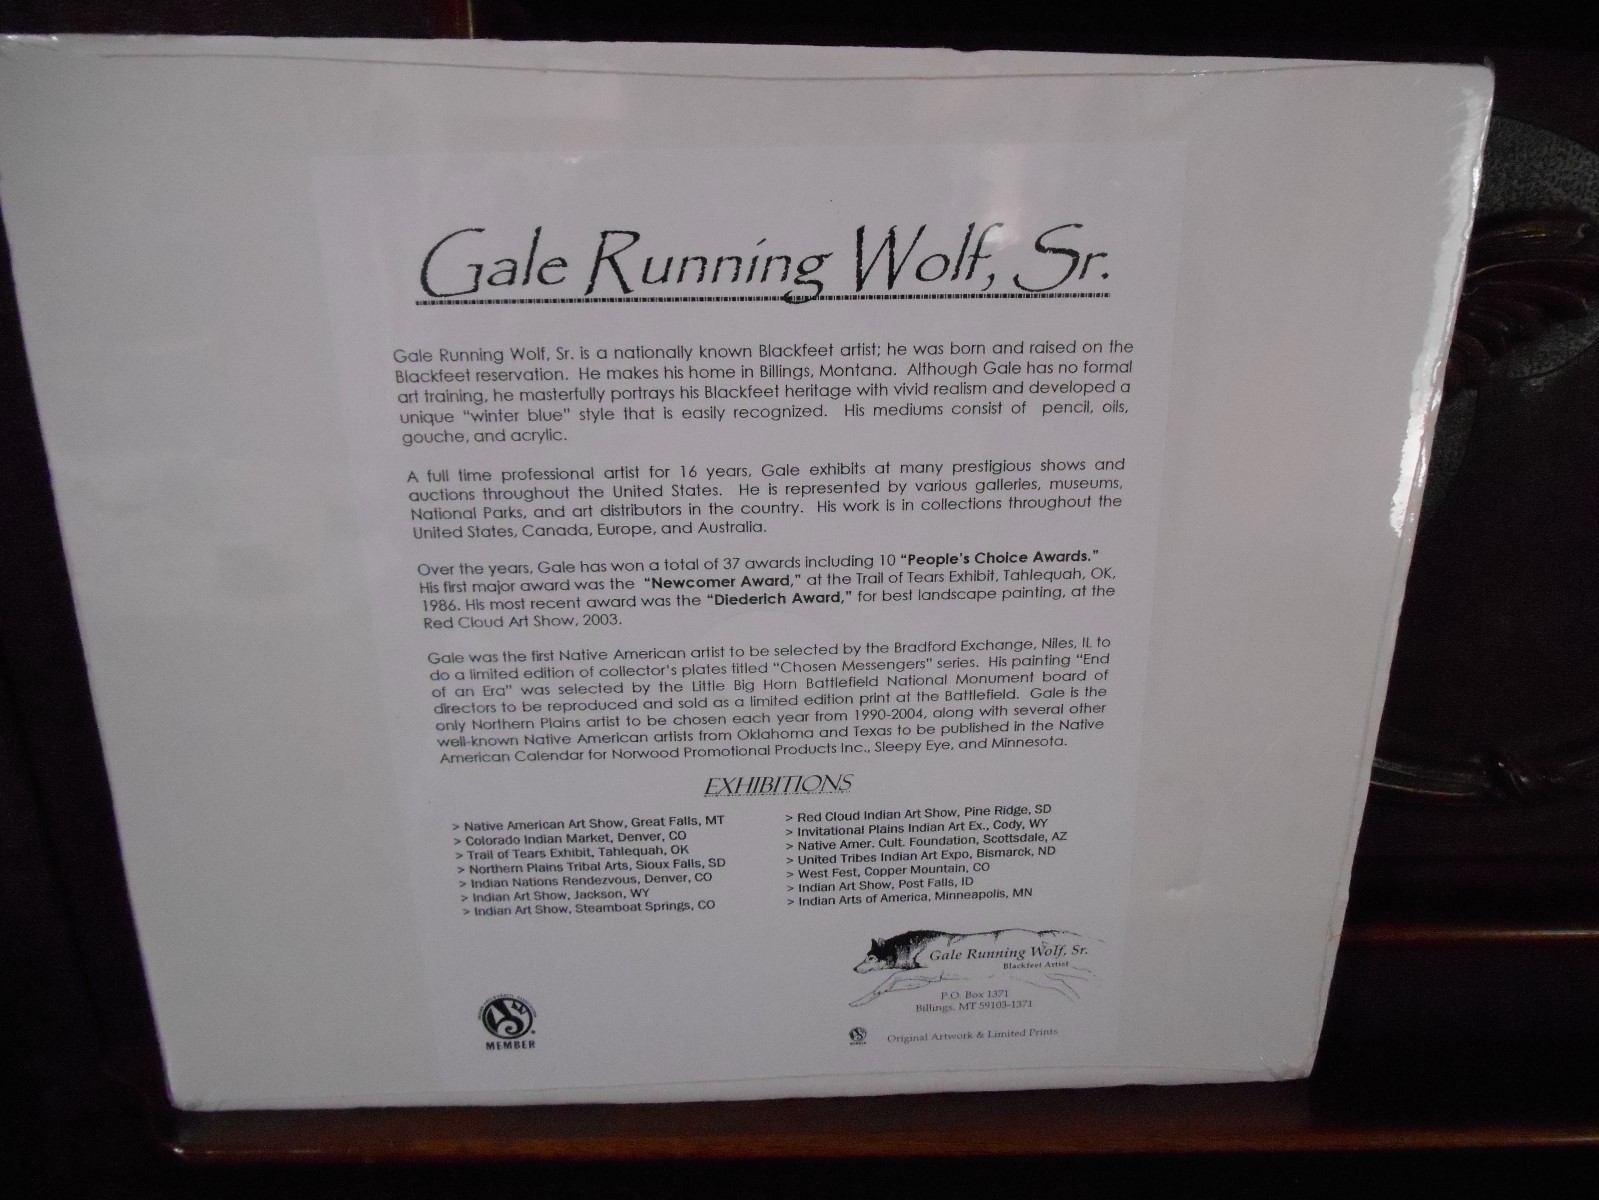 Gale Running Wolf, Sr.
Gale Running Wolf, Sr. is a nationally known Blackfeet artist; he was born and raised on the
Blackfeet reservation. He makes his home in Billings, Montana. Although Gale has no formal
art training, he masterfully portrays his Blackfeet heritage with vivid realism and developed a
unique "winter blue" style that is easily recognized. His mediums consist of pencil, oils,
gouche, and acrylic.
A full time professional artist for 16 years, Gale exhibits at many prestigious shows and
auctions throughout the United States. He is represented by various galleries, museums,
National Parks, and art distributors in the country. His work is in collections throughout the
United States, Canada, Europe, and Australia.
Over the years, Gale has won a total of 37 awards including 10 "People's Choice Awards."
His first major award was the "Newcomer Award," at the Trail of Tears Exhibit, Tahlequah, OK,
1986. His most recent award was the "Diederich Award," for best landscape painting, at the
Red Cloud Art Show, 2003.
Gale was the first Native American artist to be selected by the Bradford Exchange, Niles, IL to
do a limited edition of collector's plates titled "Chosen Messengers" series. His painting "End
of an Era" was selected by the Little Big Horn Battlefield National Monument board of
directors to be reproduced and sold as a limited edition print at the Battlefield. Gale is the
only Northern Plains artist to be chosen each year from 1990-2004, along with several other
well-known Native American artists from Oklahoma and Texas to be published in the Native
American Calendar for Norwood Promotional Products Inc., Sleepy Eye, and Minnesota.
EXHIBITIONS
> Native American Art Show, Great Falls, MT
> Colorado Indian Market, Denver, CO
> Trail of Tears Exhibit, Tahlequah, OK
> Northern Plains Tribal Arts, Sioux Falls, SD
> Indian Nations Rendezvous, Denver, CO
> Indian Art Show, Jackson, WY
> Indian Art Show, Steamboat Springs, CO
> Red Cloud Indian Art Show, Pine Ridge, SD
> Invitational Plains Indian Art Ex., Cody, WY
> Native Amer. Cult. Foundation, Scottsdale, AZ
> United Tribes Indian Art Expo, Bismarck, ND
> West Fest, Copper Mountain, CO
> Indian Art Show, Post Falls, ID
> Indian Arts of America, Minneapolis, MN
Gale Running Wolf, Sr.
Blackfeet Artist
P.O. Box 1371
Billings, MT 59103-1371
MEMBER
Original Artwork & Limited Prints